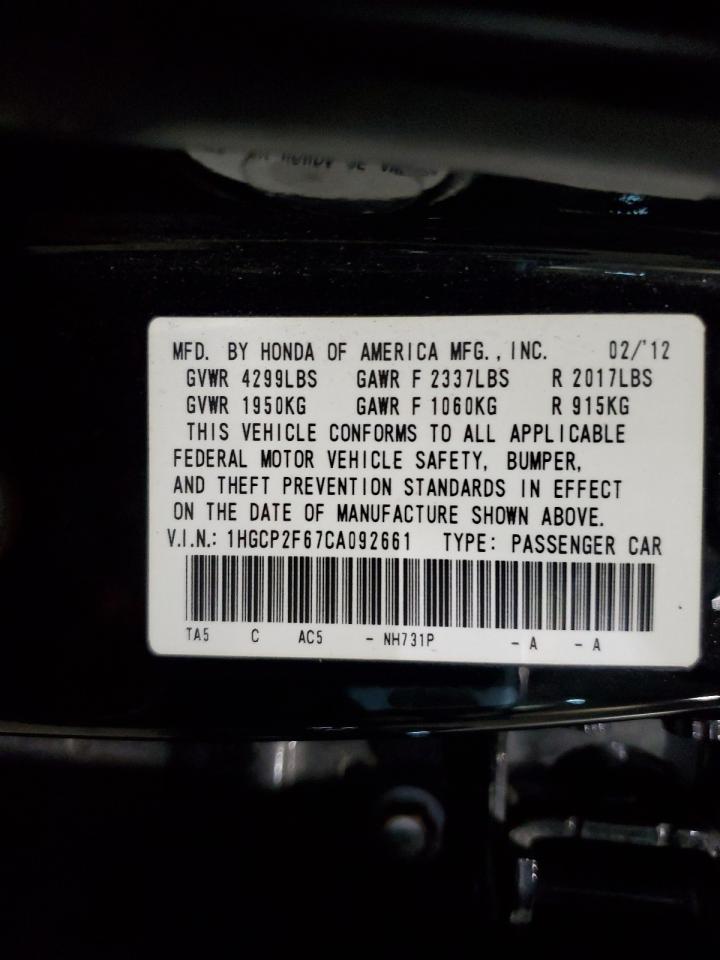 MFD. BY HONDA OF AMERICA MFG., INC. 02/'12
GVWR 4299LBS GAWR F 2337LBS R 2017LBS
GVWR 1950KG GAWR F 1060KG R 915KG
THIS VEHICLE CONFORMS TO ALL APPLICABLE
FEDERAL MOTOR VEHICLE SAFETY, BUMPER,
AND THEFT PREVENTION STANDARDS IN EFFECT
ON THE DATE OF MANUFACTURE SHOWN ABOVE.
V.I.N.: 1HGCP2F67CA092661 TYPE: PASSENGER CAR
TA5 C AC5 - NH731P - A - A